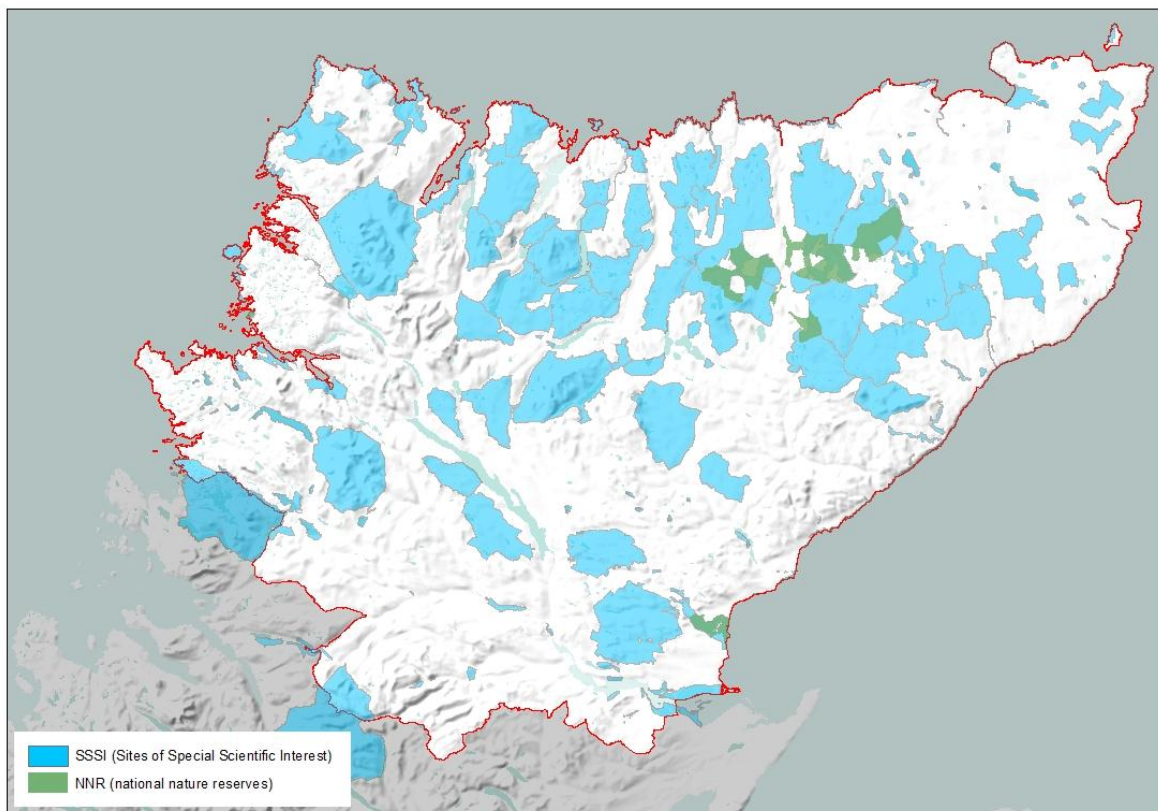 SSSI (Sites of Special Scientific Interest)
NNR (national nature reserves)